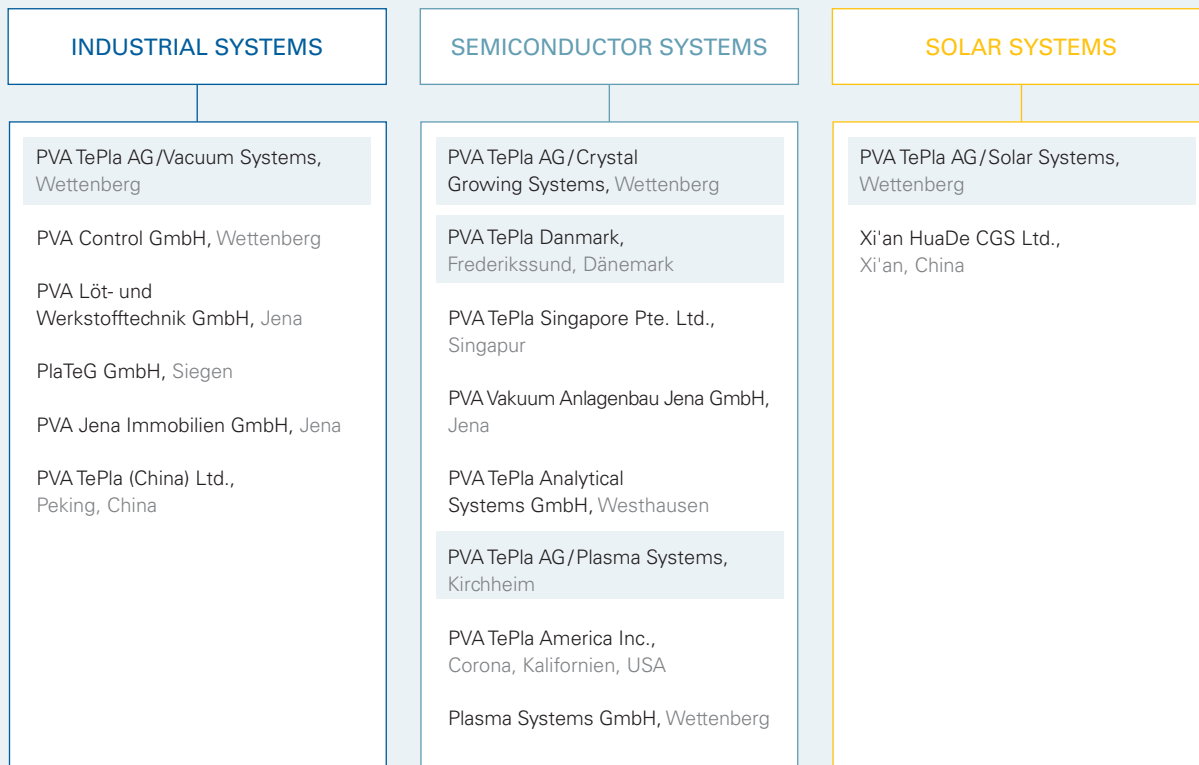 INDUSTRIAL SYSTEMS
PVA TePla AG/Vacuum Systems,
Wettenberg
PVA Control GmbH, Wettenberg
PVA Löt- und
Werkstofftechnik GmbH, Jena
PlaTeG GmbH, Siegen
PVA Jena Immobilien GmbH, Jena
PVA TePla (China) Ltd.,
Peking, China
SEMICONDUCTOR SYSTEMS
PVA TePla AG/Crystal
Growing Systems, Wettenberg
PVA TePla Danmark,
Frederikssund, Dänemark
PVA TePla Singapore Pte. Ltd.,
Singapur
PVA Vakuum Anlagenbau Jena GmbH,
Jena
PVA TePla Analytical
Systems GmbH, Westhausen
PVA TePla AG/Plasma Systems,
Kirchheim
PVA TePla America Inc.,
Corona, Kalifornien, USA
Plasma Systems GmbH, Wettenberg
SOLAR SYSTEMS
PVA TePla AG/Solar Systems,
Wettenberg
Xi'an HuaDe CGS Ltd.,
Xi'an, China